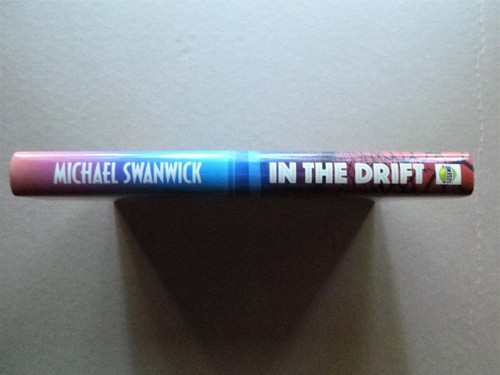 MICHAEL SWANWICK
IN THE DRIFT